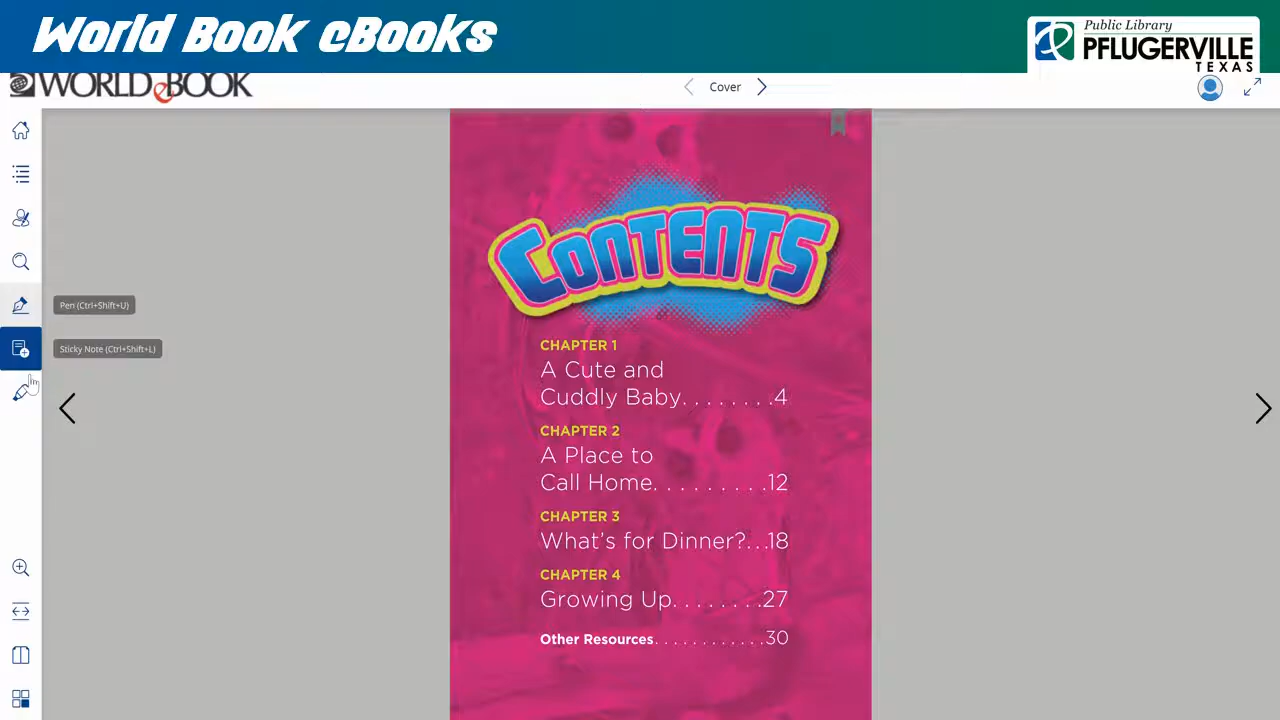 World Book eBooks
Public Library
PFLUGERVILLE
TEXAS
WORLD eBOOK
Cover
CONTENTS
Pen (Ctrl+Shift+U)
Sticky Note (Ctrl+Shift+L)
CHAPTER 1
A Cute and
Cuddly Baby. . . . . . . .4
CHAPTER 2
A Place to
Call Home. . . . . . . . .12
CHAPTER 3
What’s for Dinner?. . .18
CHAPTER 4
Growing Up. . . . . . . .27
Other Resources. . . . . . . . . . . .30